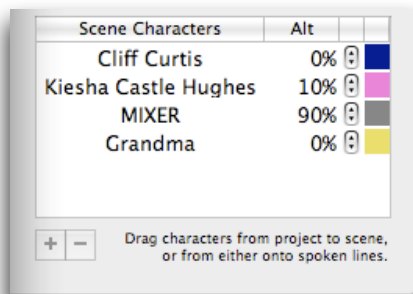 Scene Characters Alt
Cliff Curtis 0%
Kiesha Castle Hughes 10%
MIXER 90%
Grandma 0%
+ −
Drag characters from project to scene,
or from either onto spoken lines.